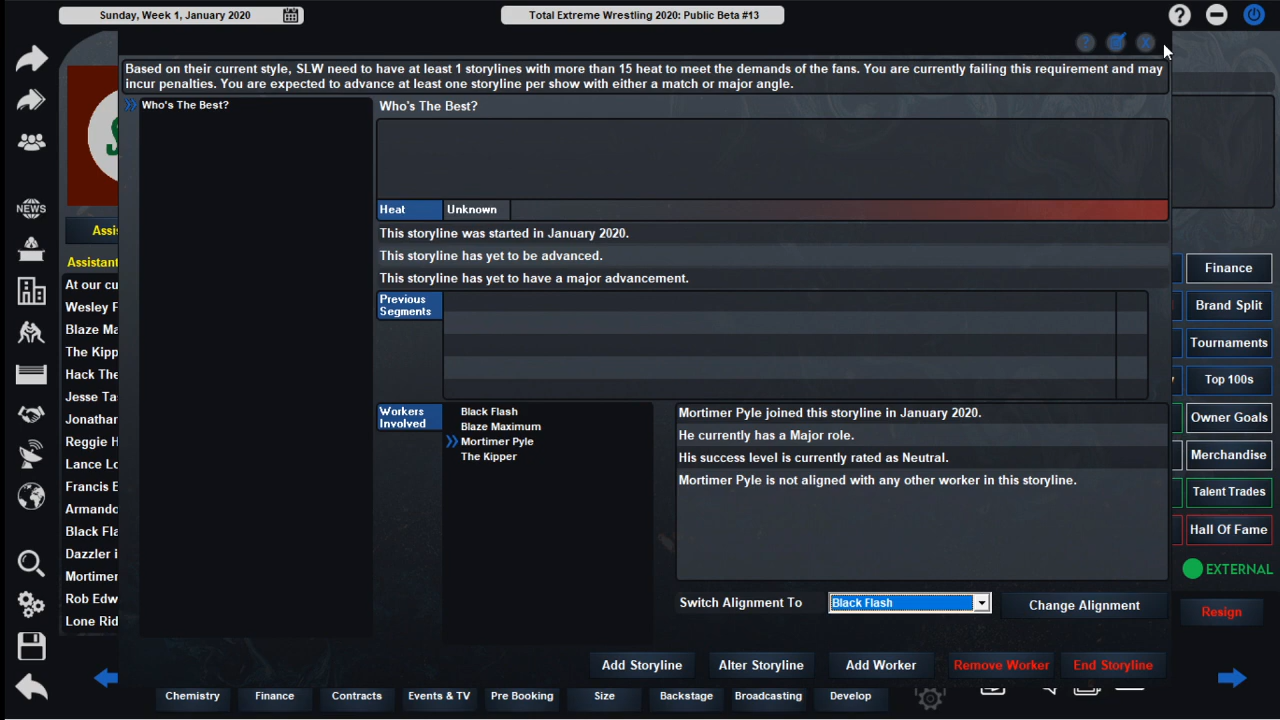 Sunday, Week 1, January 2020
Total Extreme Wrestling 2020: Public Beta #13
Based on their current style, SLW need to have at least 1 storylines with more than 15 heat to meet the demands of the fans. You are currently failing this requirement and may
incur penalties. You are expected to advance at least one storyline per show with either a match or major angle.
Who's The Best?
Who's The Best?
Heat
Unknown
This storyline was started in January 2020.
This storyline has yet to be advanced.
This storyline has yet to have a major advancement.
Previous
Segments
Workers
Involved
Black Flash
Blaze Maximum
Mortimer Pyle
The Kipper
Mortimer Pyle joined this storyline in January 2020.
He currently has a Major role.
His success level is currently rated as Neutral.
Mortimer Pyle is not aligned with any other worker in this storyline.
Switch Alignment To
Black Flash
Change Alignment
Add Storyline
Alter Storyline
Add Worker
Remove Worker
End Storyline
NEWS
Assis
Assistant
At our cu
Wesley F
Blaze Ma
The Kipp
Hack The
Jesse Ta
Jonathar
Reggie H
Lance Lo
Francis E
Armando
Black Fla
Dazzler i
Mortimer
Rob Edw
Lone Rid
Finance
Brand Split
Tournaments
Top 100s
Owner Goals
Merchandise
Talent Trades
Hall Of Fame
EXTERNAL
Resign
Chemistry
Finance
Contracts
Events & TV
Pre Booking
Size
Backstage
Broadcasting
Develop